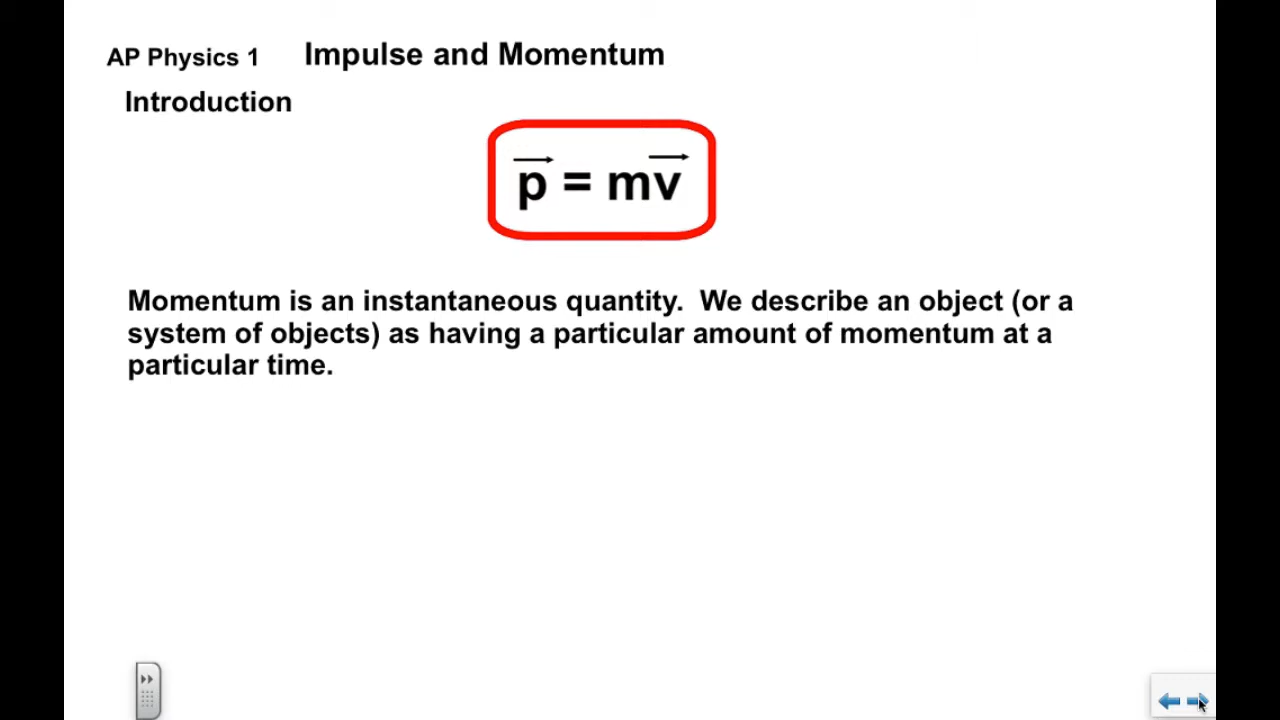 AP Physics 1 Impulse and Momentum
Introduction
p = mv
Momentum is an instantaneous quantity. We describe an object (or a
system of objects) as having a particular amount of momentum at a
particular time.